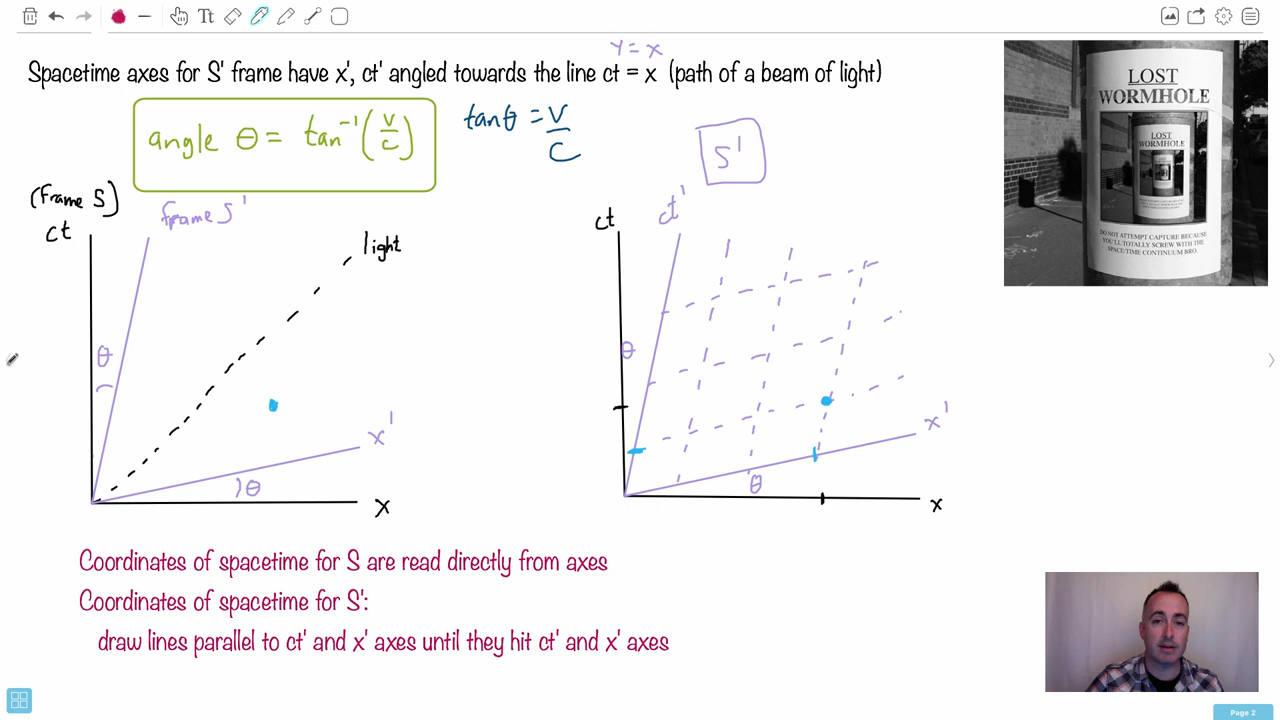 y = x
Spacetime axes for S' frame have x', ct' angled towards the line ct = x (path of a beam of light)
angle θ = tan⁻¹(v/c)
tanθ = v/c
S'
(Frame S)
frame S'
ct
light
θ
x'
θ
x
ct
ct'
θ
x'
θ
x
LOST
WORMHOLE
LOST
WORMHOLE
DO NOT ATTEMPT CAPTURE BECAUSE
YOU'LL TOTALLY SCREW WITH THE
SPACE/TIME CONTINUUM BRO.
Coordinates of spacetime for S are read directly from axes
Coordinates of spacetime for S':
draw lines parallel to ct' and x' axes until they hit ct' and x' axes
Tt
Page 2